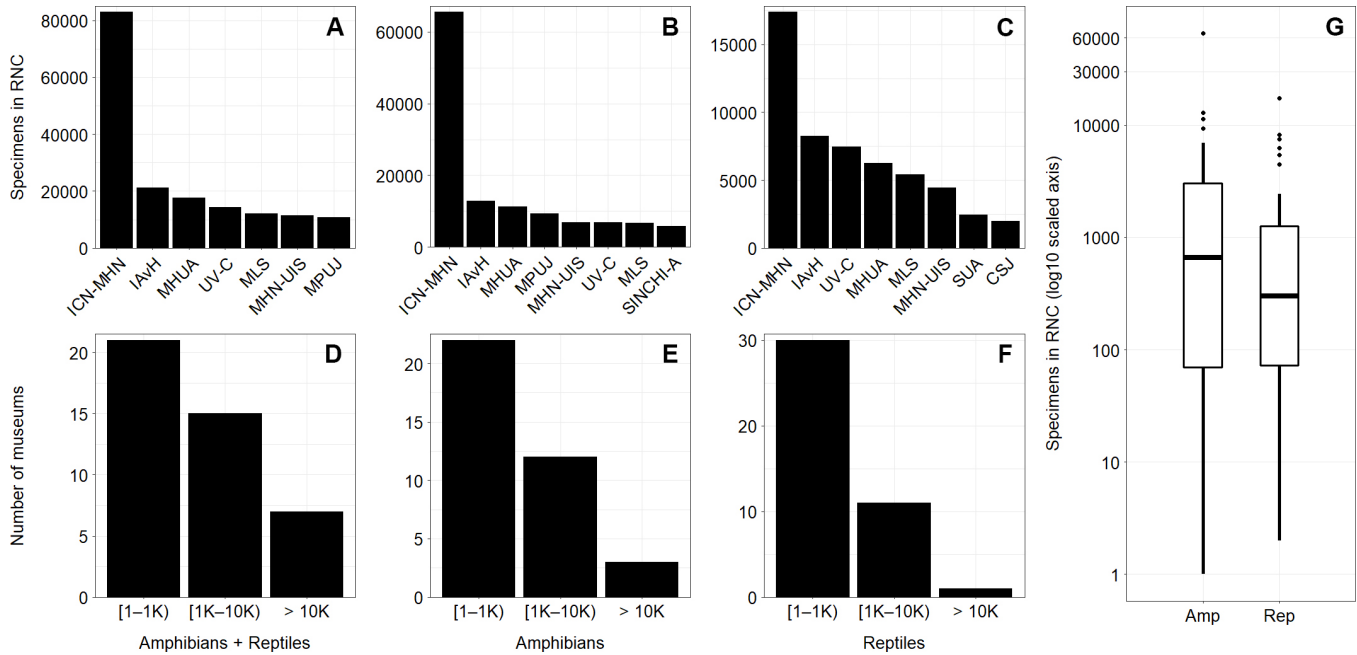 A
Specimens in RNC
80000
60000
40000
20000
0
ICN-MHN
IAvH
MHUA
UV-C
MLS
MHN-UIS
MPUJ
B
60000
40000
20000
0
ICN-MHN
IAvH
MHUA
MPUJ
MHN-UIS
UV-C
MLS
SINCHI-A
C
15000
10000
5000
0
ICN-MHN
IAvH
UV-C
MHUA
MLS
MHN-UIS
SUA
CSJ
D
Number of museums
20
15
10
5
0
[1–1K)
[1K–10K)
> 10K
Amphibians + Reptiles
E
20
15
10
5
0
[1–1K)
[1K–10K)
> 10K
Amphibians
F
30
20
10
0
[1–1K)
[1K–10K)
> 10K
Reptiles
G
Specimens in RNC (log10 scaled axis)
60000
30000
10000
1000
100
10
1
Amp
Rep